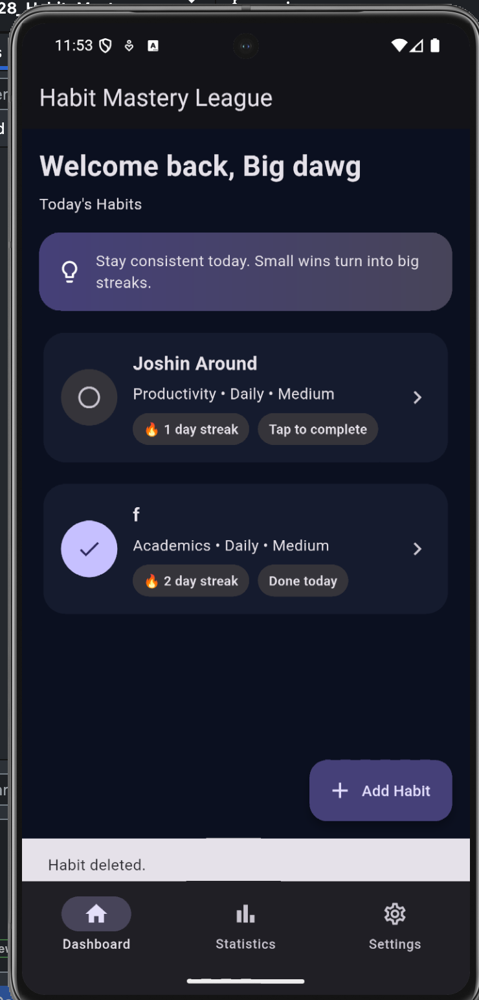 11:53
Habit Mastery League
Welcome back, Big dawg
Today's Habits
Stay consistent today. Small wins turn into big
streaks.
Joshin Around
Productivity • Daily • Medium
🔥 1 day streak Tap to complete
f
Academics • Daily • Medium
🔥 2 day streak Done today
+ Add Habit
Habit deleted.
Dashboard Statistics Settings